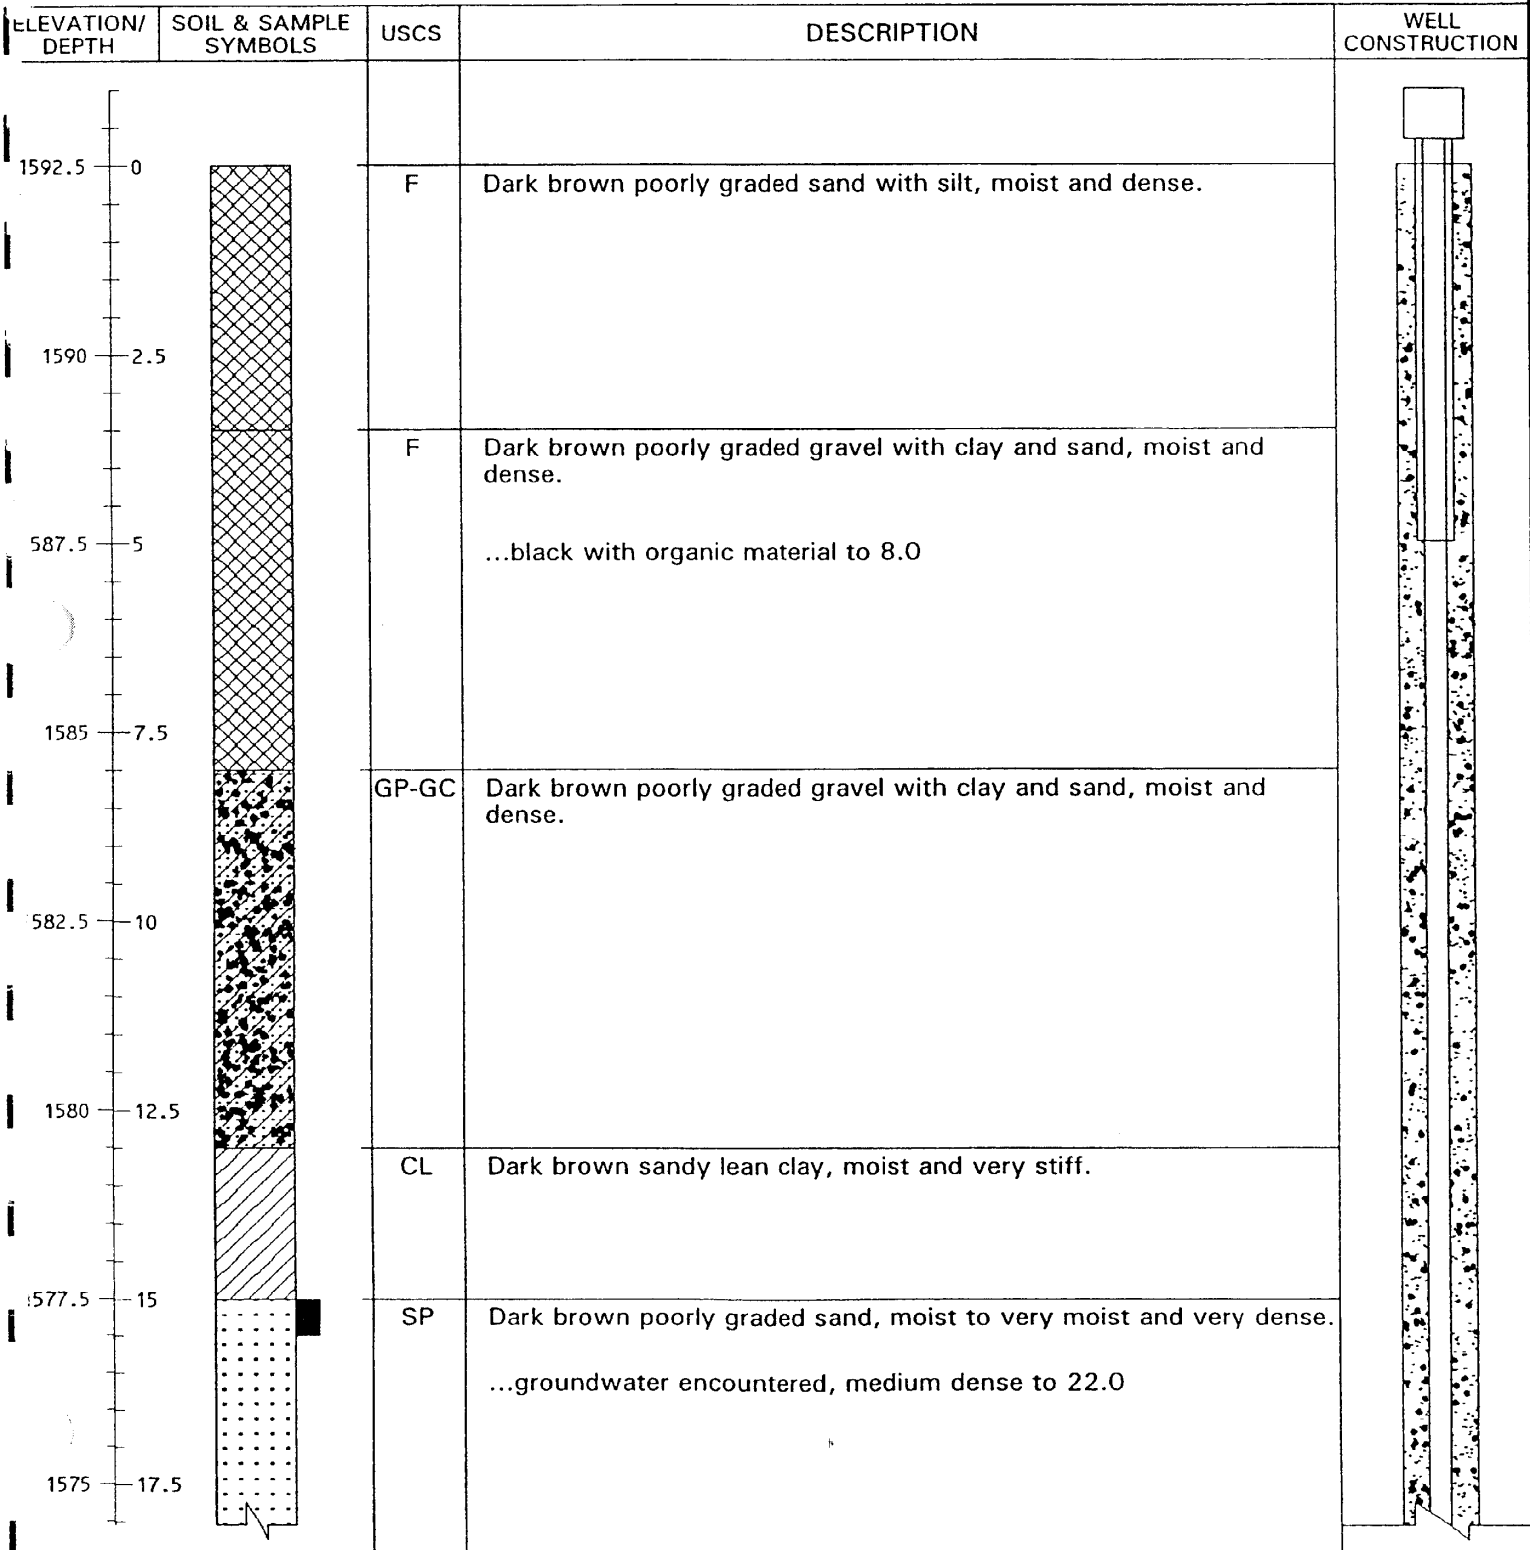 ELEVATION/
DEPTH
SOIL & SAMPLE
SYMBOLS
USCS
DESCRIPTION
WELL
CONSTRUCTION
1592.5 0
F Dark brown poorly graded sand with silt, moist and dense.
1590 2.5
F Dark brown poorly graded gravel with clay and sand, moist and
dense.
587.5 5
...black with organic material to 8.0
1585 7.5
GP-GC Dark brown poorly graded gravel with clay and sand, moist and
dense.
582.5 10
1580 12.5
CL Dark brown sandy lean clay, moist and very stiff.
577.5 15
SP Dark brown poorly graded sand, moist to very moist and very dense.
...groundwater encountered, medium dense to 22.0
1575 17.5